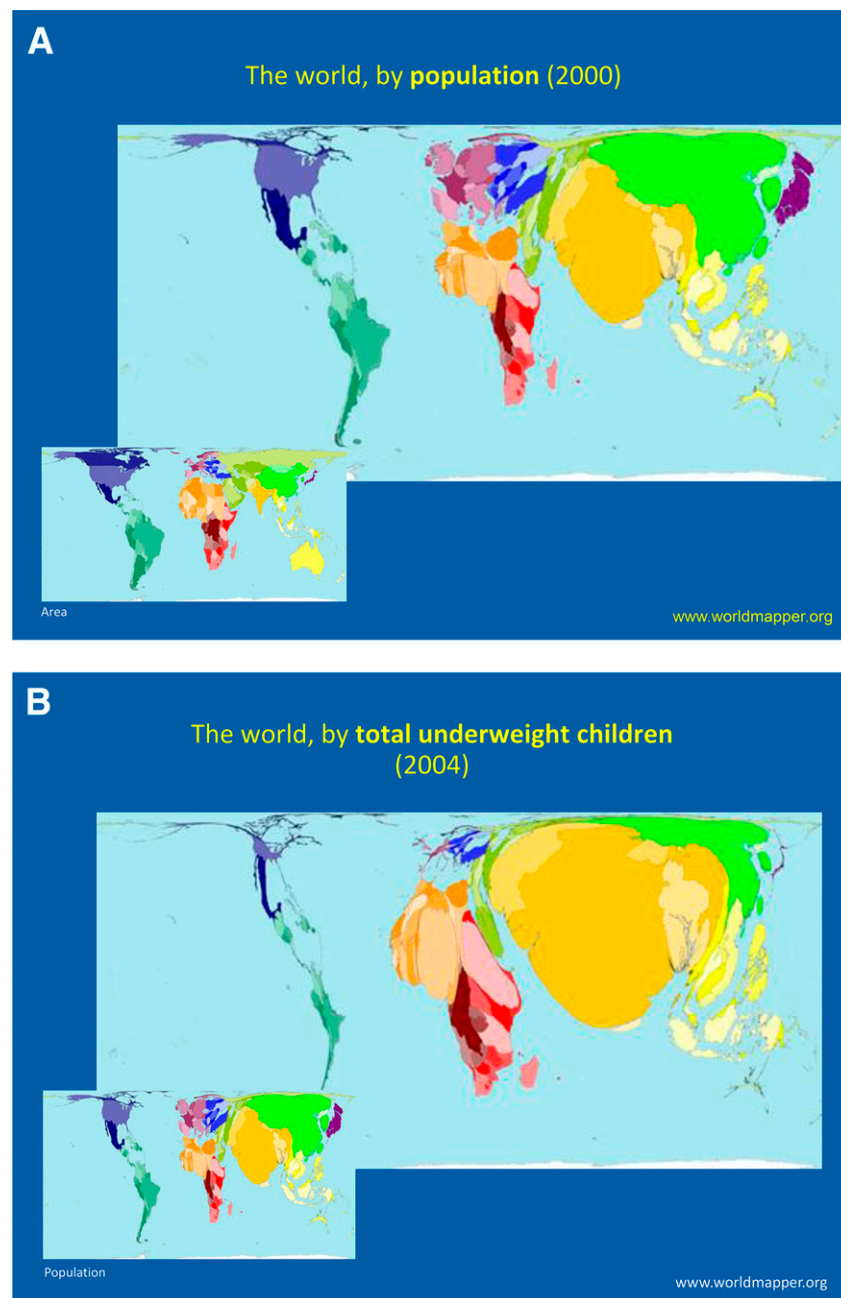 A
The world, by population (2000)
Area
www.worldmapper.org
B
The world, by total underweight children
(2004)
Population
www.worldmapper.org